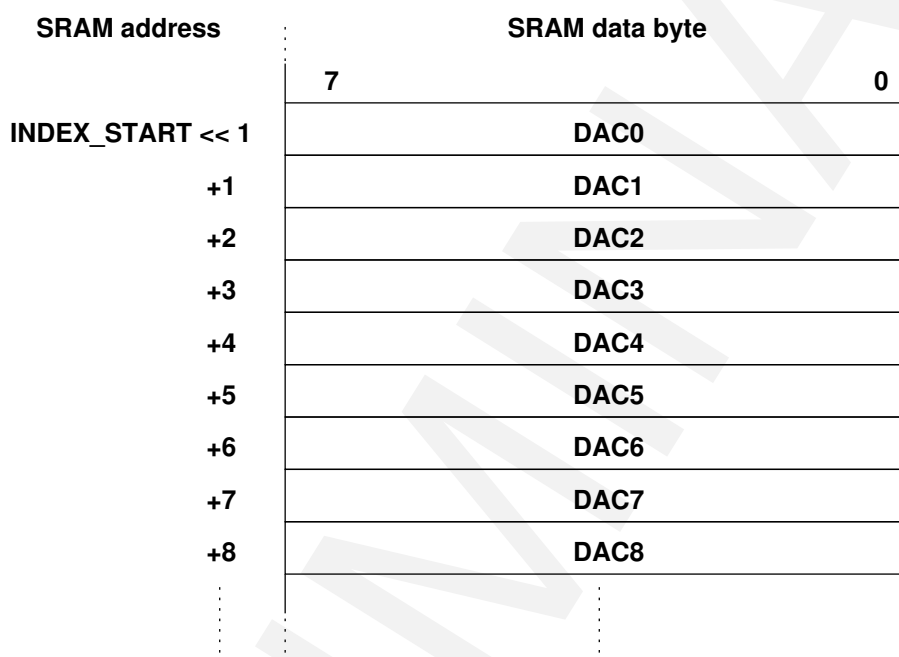 SRAM address SRAM data byte
7 0
INDEX_START << 1 DAC0
+1 DAC1
+2 DAC2
+3 DAC3
+4 DAC4
+5 DAC5
+6 DAC6
+7 DAC7
+8 DAC8